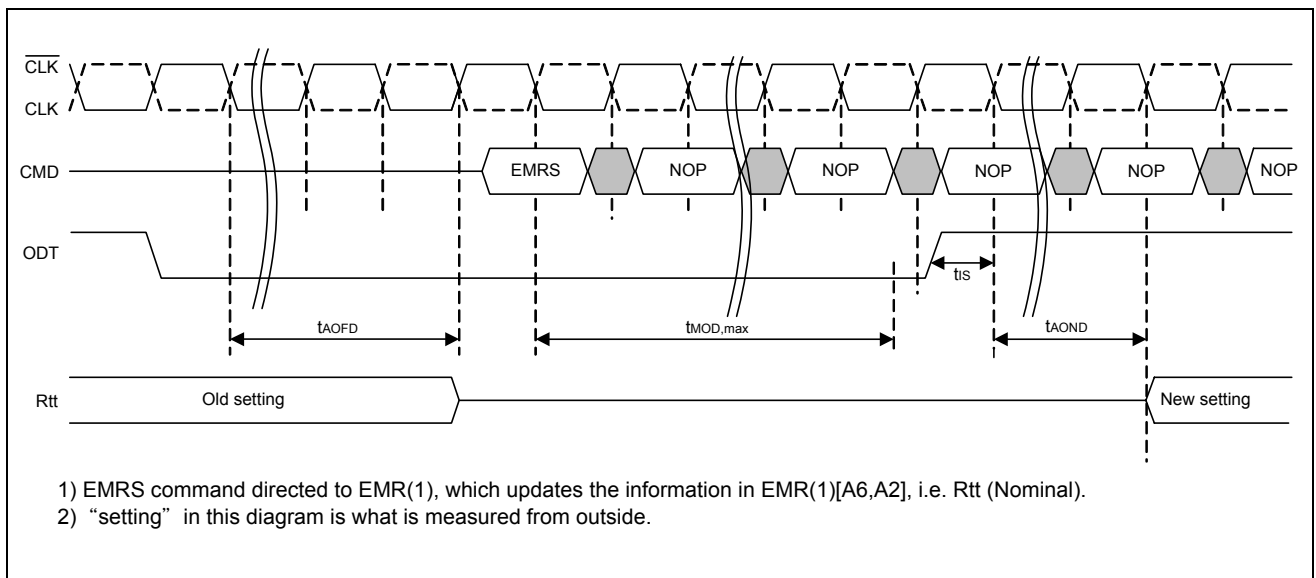 CLK
CLK
CMD
EMRS NOP NOP NOP NOP NOP
ODT
tIS
tAOFD tMOD,max tAOND
Rtt Old setting New setting
1) EMRS command directed to EMR(1), which updates the information in EMR(1)[A6,A2], i.e. Rtt (Nominal).
2) “setting” in this diagram is what is measured from outside.